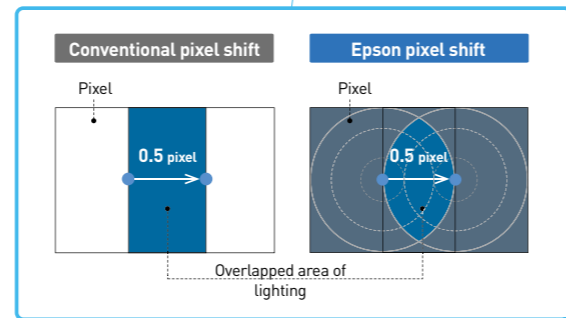 Conventional pixel shift
Epson pixel shift
Pixel
Pixel
0.5 pixel
0.5 pixel
Overlapped area of
lighting